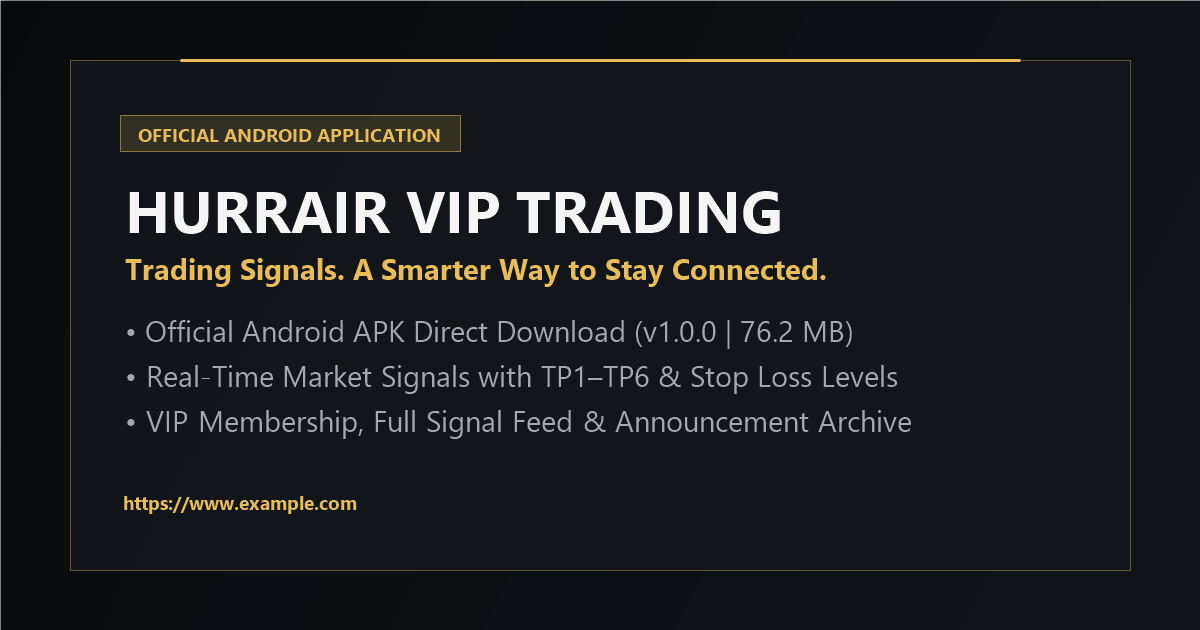 OFFICIAL ANDROID APPLICATION
HURRAIR VIP TRADING
Trading Signals. A Smarter Way to Stay Connected.
• Official Android APK Direct Download (v1.0.0 | 76.2 MB)
• Real-Time Market Signals with TP1–TP6 & Stop Loss Levels
• VIP Membership, Full Signal Feed & Announcement Archive
https://www.example.com